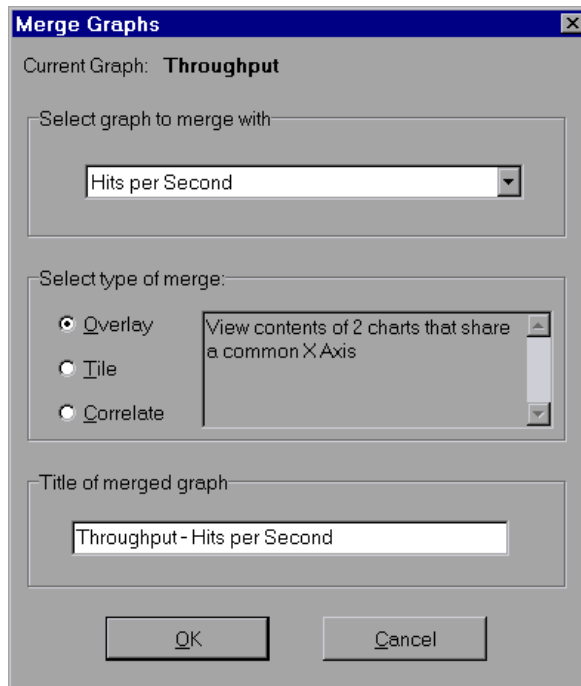 Merge Graphs
Current Graph: Throughput
Select graph to merge with
Hits per Second
Select type of merge:
Overlay
View contents of 2 charts that share
a common X Axis
Tile
Correlate
Title of merged graph
Throughput - Hits per Second
OK
Cancel